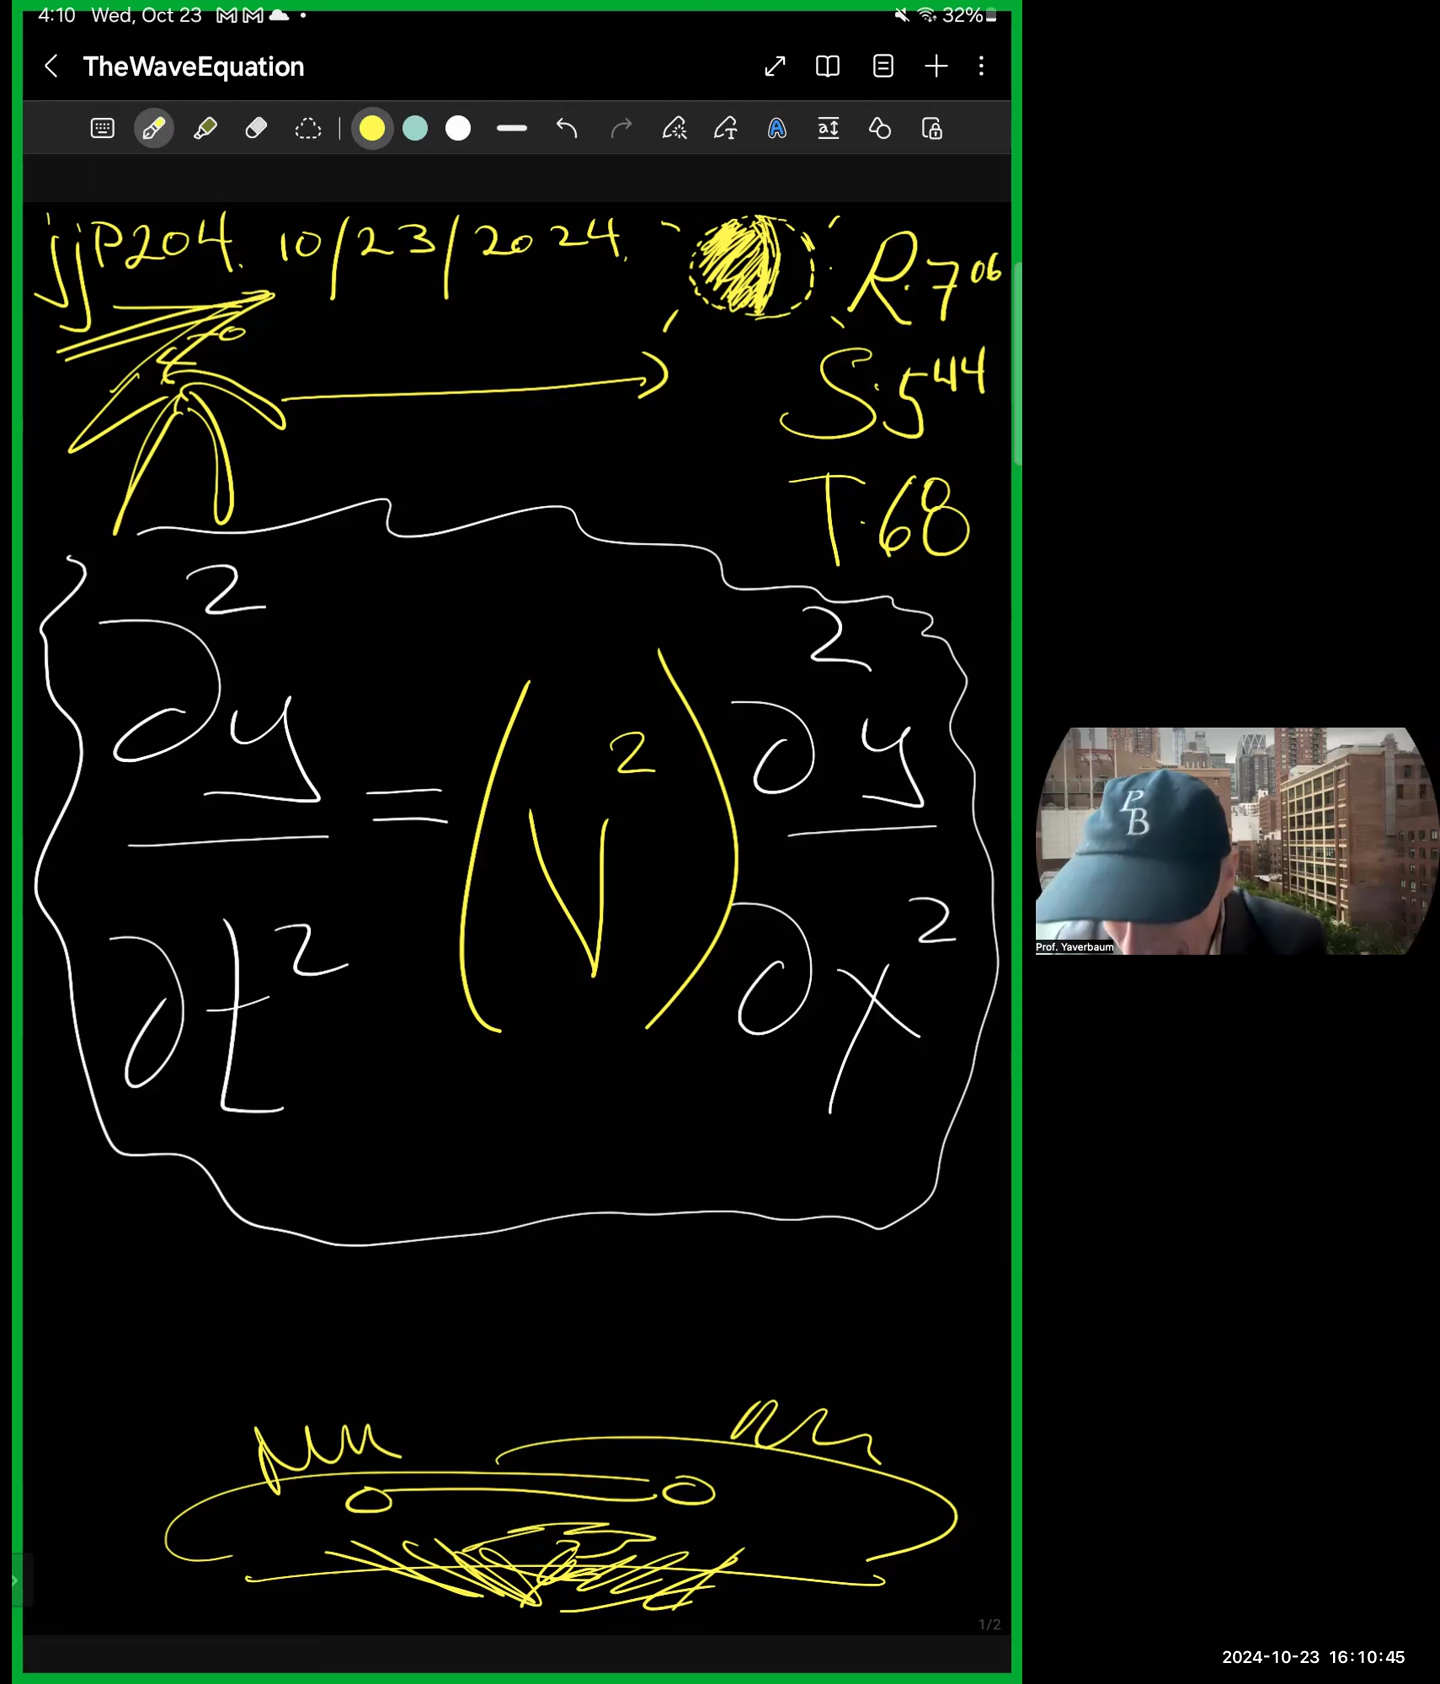 4:10 Wed, Oct 23 32%
TheWaveEquation
jjP204. 10/23/2024.
R.7⁰⁶
S.5⁴⁴
T.68
∂²y/∂t² = (v²) ∂²y/∂x²
1/2
P
B
Prof. Yaverbaum
2024-10-23 16:10:45